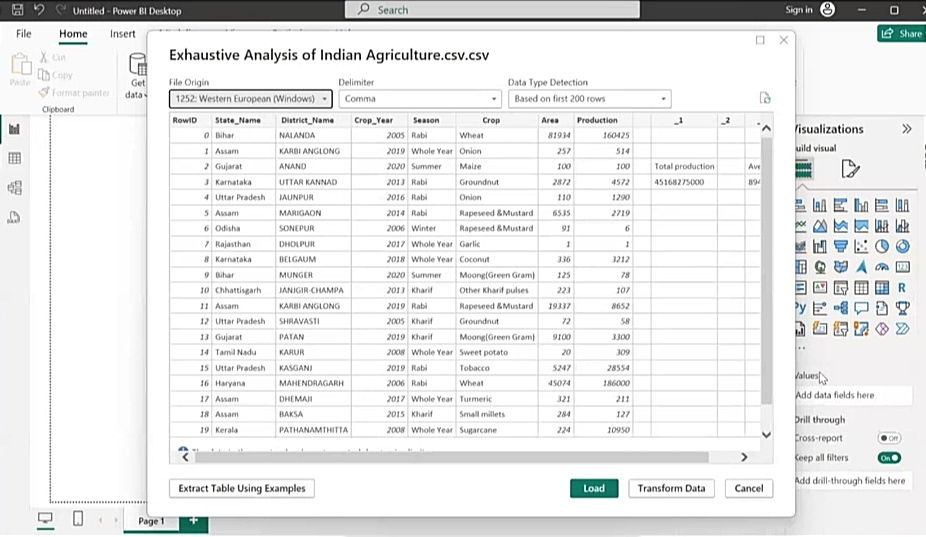 Untitled - Power BI Desktop
Search
Sign in
File
Home
Insert
Share
Paste
Cut
Copy
Format painter
Clipboard
Get
data
Exhaustive Analysis of Indian Agriculture.csv.csv
File Origin
Delimiter
Data Type Detection
1252: Western European (Windows)
Comma
Based on first 200 rows
RowID State_Name District_Name Crop_Year Season Crop Area Production _1 _2
0 Bihar NALANDA 2005 Rabi Wheat 81934 160425
1 Assam KARBI ANGLONG 2019 Whole Year Onion 257 514
2 Gujarat ANAND 2020 Summer Maize 100 100 Total production Ave
3 Karnataka UTTAR KANNAD 2013 Rabi Groundnut 2872 4572 45168275000 894
4 Uttar Pradesh JAUNPUR 2016 Rabi Onion 110 1290
5 Assam MARIGAON 2014 Rabi Rapeseed &Mustard 6535 2719
6 Odisha SONEPUR 2006 Winter Rapeseed &Mustard 91 6
7 Rajasthan DHOLPUR 2017 Whole Year Garlic 1 1
8 Karnataka BELGAUM 2018 Whole Year Coconut 336 3212
9 Bihar MUNGER 2020 Summer Moong(Green Gram) 125 78
10 Chhattisgarh JANJGIR-CHAMPA 2013 Kharif Other Kharif pulses 223 107
11 Assam KARBI ANGLONG 2019 Rabi Rapeseed &Mustard 19337 8652
12 Uttar Pradesh SHRAVASTI 2005 Kharif Groundnut 72 58
13 Gujarat PATAN 2019 Kharif Moong(Green Gram) 9100 3300
14 Tamil Nadu KARUR 2008 Whole Year Sweet potato 20 309
15 Uttar Pradesh KASGANJ 2019 Rabi Tobacco 5247 28554
16 Haryana MAHENDRAGARH 2006 Rabi Wheat 45074 186000
17 Assam DHEMAJI 2017 Whole Year Turmeric 321 211
18 Assam BAKSA 2015 Kharif Small millets 284 127
19 Kerala PATHANAMTHITTA 2008 Whole Year Sugarcane 224 10950
Extract Table Using Examples
Load
Transform Data
Cancel
Visualizations
uild visual
Values
Add data fields here
Drill through
Cross-report
Off
Keep all filters
On
Add drill-through fields here
Page 1